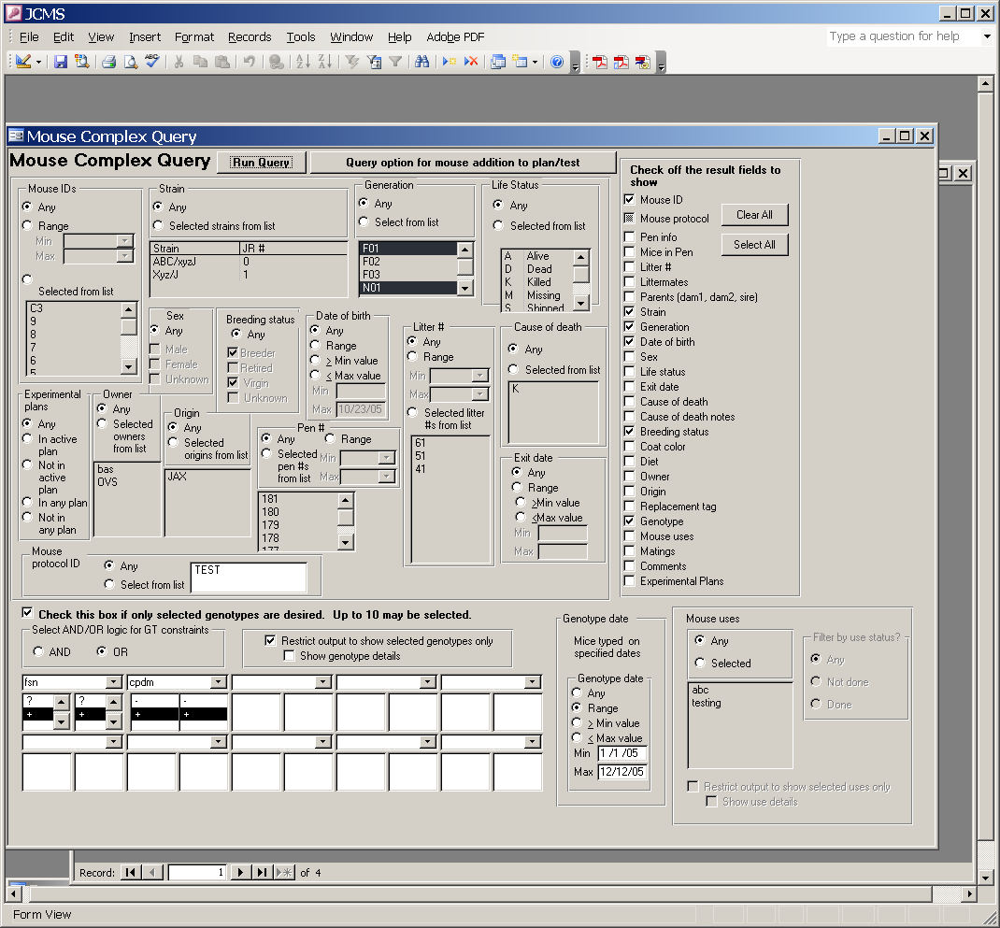 JCMS
File Edit View Insert Format Records Tools Window Help Adobe PDF
Type a question for help
Mouse Complex Query
Mouse Complex Query
Run Query
Query option for mouse addition to plan/test
Mouse IDs
Any
Range
Min
Max
Selected from list
C3
9
8
7
6
5
Strain
Any
Selected strains from list
Strain JR #
ABC/xyzJ 0
Xyz/J 1
Generation
Any
Select from list
F01
F02
F03
N01
Life Status
Any
Selected from list
A Alive
D Dead
K Killed
M Missing
S Shipped
Sex
Any
Male
Female
Unknown
Breeding status
Any
Breeder
Retired
Virgin
Unknown
Date of birth
Any
Range
> Min value
< Max value
Min
Max 10/23/05
Litter #
Any
Range
Min
Max
Selected litter
#s from list
61
51
41
Cause of death
Any
Selected from list
K
Experimental
plans
Any
In active
plan
Not in
active
plan
In any plan
Not in
any plan
Owner
Any
Selected
owners
from list
bas
OVS
Origin
Any
Selected
origins from list
JAX
Pen #
Any Range
Selected
pen #s
from list
Min
Max
181
180
179
178
177
Exit date
Any
Range
>Min value
<Max value
Min
Max
Mouse
protocol ID
Any
Select from list
TEST
Check off the result fields to
show
Clear All
Select All
Mouse ID
Mouse protocol
Pen info
Mice in Pen
Litter #
Littermates
Parents (dam1, dam2, sire)
Strain
Generation
Date of birth
Sex
Life status
Exit date
Cause of death
Cause of death notes
Breeding status
Coat color
Diet
Owner
Origin
Replacement tag
Genotype
Mouse uses
Matings
Comments
Experimental Plans
Check this box if only selected genotypes are desired. Up to 10 may be selected.
Select AND/OR logic for GT constraints
AND OR
Restrict output to show selected genotypes only
Show genotype details
fsn cpdm
? ? - -
+ + + +
Genotype date
Mice typed on
specified dates
Genotype date
Any
Range
> Min value
< Max value
Min 1 /1 /05
Max 12/12/05
Mouse uses
Any
Selected
abc
testing
Filter by use status?
Any
Not done
Done
Restrict output to show selected uses only
Show use details
Record: 1 of 4
Form View